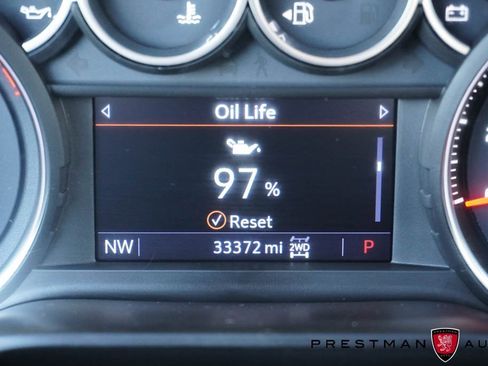 Oil Life
97 %
Reset
NW 33372 mi 2WD P
PRESTMAN AU